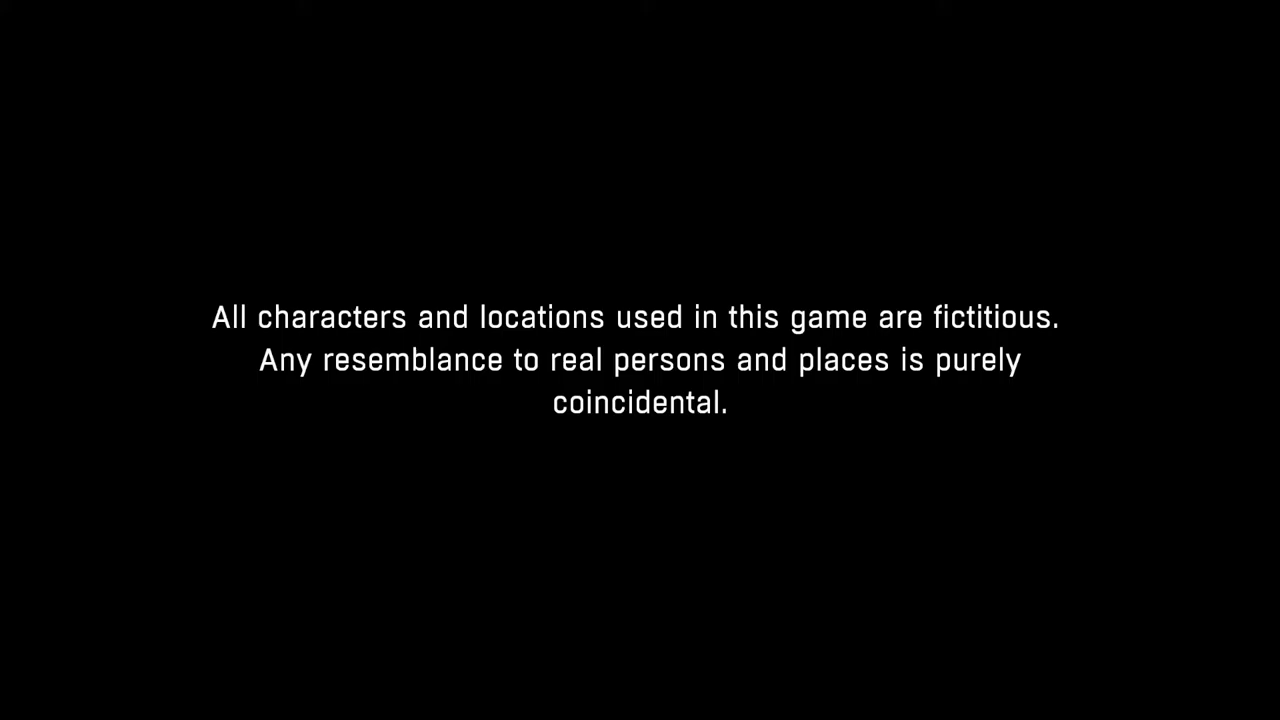 All characters and locations used in this game are fictitious.
Any resemblance to real persons and places is purely
coincidental.